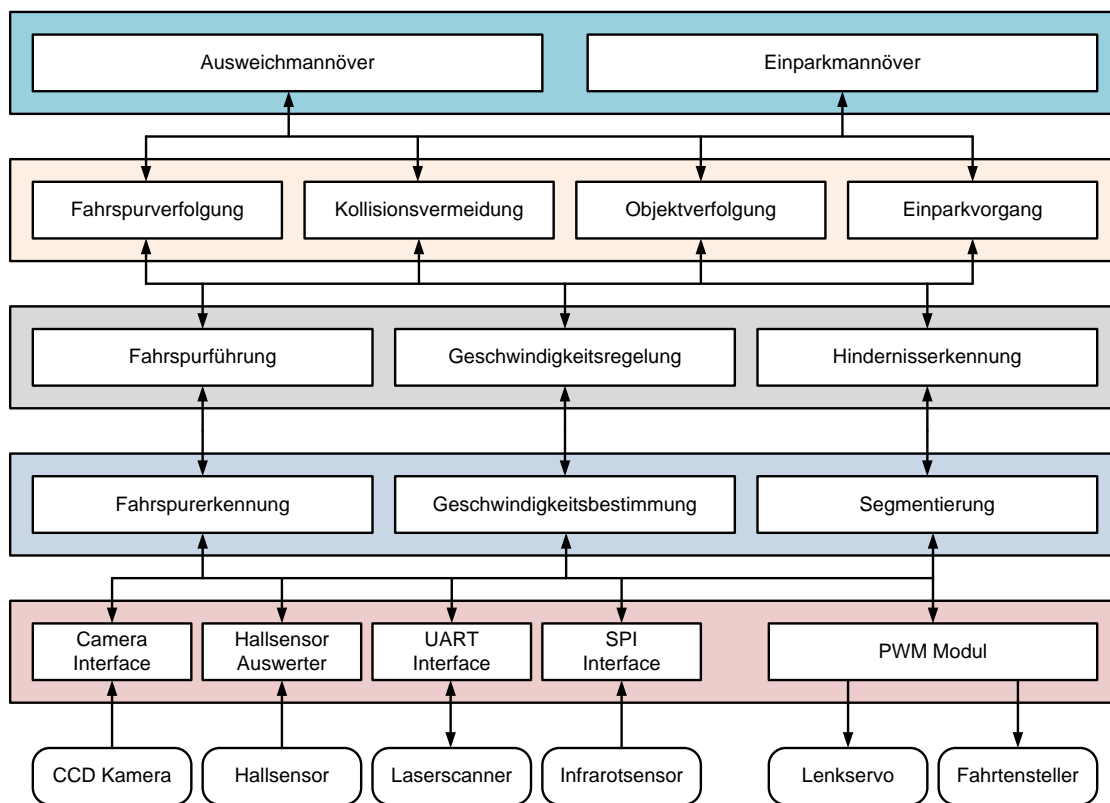 Ausweichmannöver
Einparkmannöver
Fahrspurverfolgung
Kollisionsvermeidung
Objektverfolgung
Einparkvorgang
Fahrspurführung
Geschwindigkeitsregelung
Hindernisserkennung
Fahrspurerkennung
Geschwindigkeitsbestimmung
Segmentierung
Camera
Interface
Hallsensor
Auswerter
UART
Interface
SPI
Interface
PWM Modul
CCD Kamera
Hallsensor
Laserscanner
Infrarotsensor
Lenkservo
Fahrtensteller